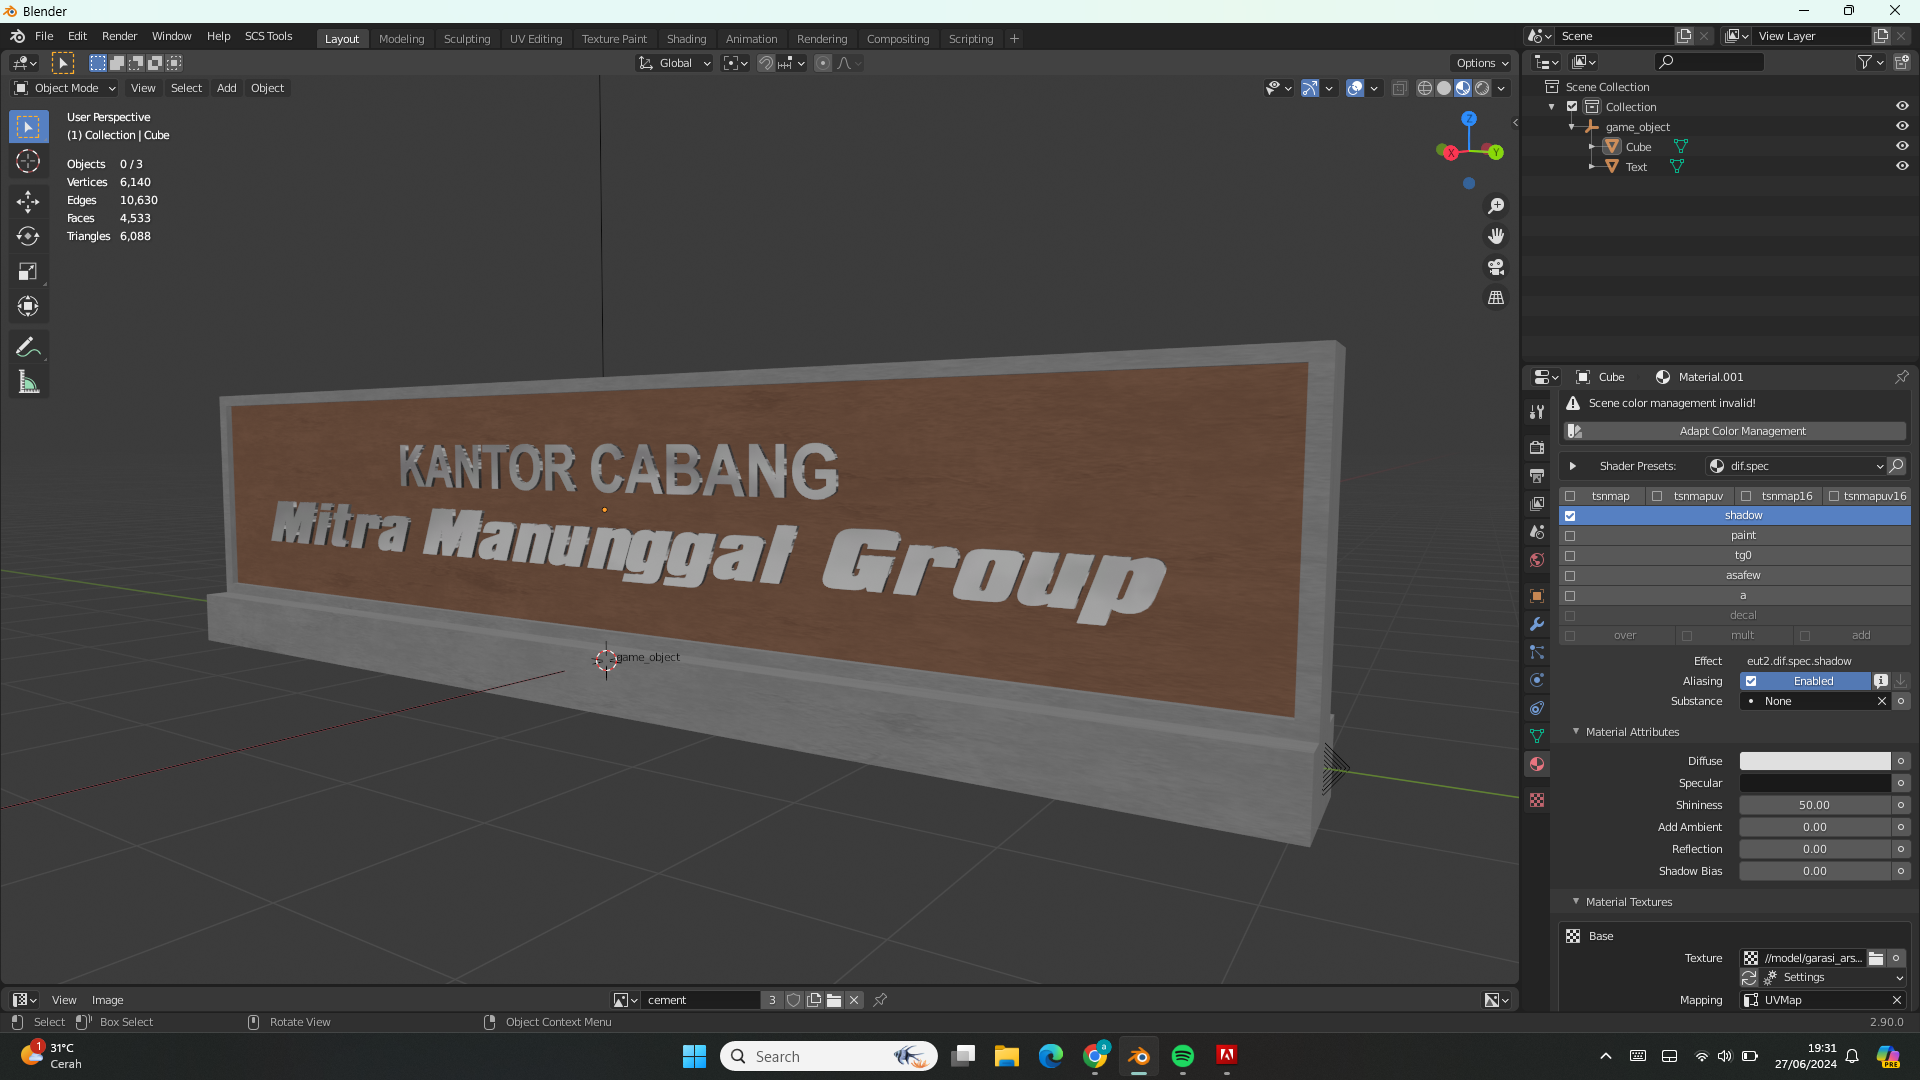 Blender
File Edit Render Window Help SCS Tools Layout Modeling Sculpting UV Editing Texture Paint Shading Animation Rendering Compositing Scripting + Scene View Layer
Global Options
Object Mode View Select Add Object
User Perspective
(1) Collection | Cube
Objects 0 / 3
Vertices 6,140
Edges 10,630
Faces 4,533
Triangles 6,088
Z
X
Y
KANTOR CABANG
Mitra Manunggal Group
game_object
Scene Collection
Collection
game_object
Cube
Text
Cube Material.001
Scene color management invalid!
Adapt Color Management
Shader Presets: dif.spec
tsnmap tsnmapuv tsnmap16 tsnmapuv16
shadow
paint
tg0
asafew
a
decal
over mult add
Effect eut2.dif.spec.shadow
Aliasing Enabled
Substance None
Material Attributes
Diffuse
Specular
Shininess 50.00
Add Ambient 0.00
Reflection 0.00
Shadow Bias 0.00
Material Textures
Base
Texture //model/garasi_ars...
Settings
Mapping UVMap
View Image cement 3
Select Box Select Rotate View Object Context Menu 2.90.0
1 31°C
Cerah
Search
a
19:31
27/06/2024
PRE